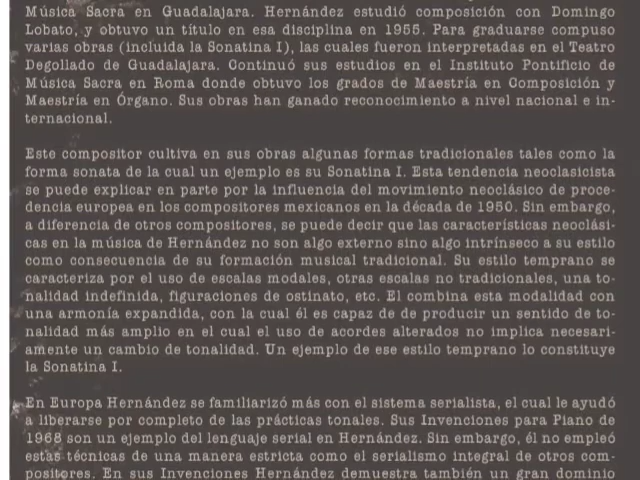 Música Sacra en Guadalajara. Hernández estudió composición con Domingo
Lobato, y obtuvo un título en esa disciplina en 1955. Para graduarse compuso
varias obras (incluida la Sonatina I), las cuales fueron interpretadas en el Teatro
Degollado de Guadalajara. Continuó sus estudios en el Instituto Pontificio de
Música Sacra en Roma donde obtuvo los grados de Maestría en Composición y
Maestría en Órgano. Sus obras han ganado reconocimiento a nivel nacional e in-
ternacional.
Este compositor cultiva en sus obras algunas formas tradicionales tales como la
forma sonata de la cual un ejemplo es su Sonatina I. Esta tendencia neoclasicista
se puede explicar en parte por la influencia del movimiento neoclásico de proce-
dencia europea en los compositores mexicanos en la década de 1950. Sin embargo,
a diferencia de otros compositores, se puede decir que las características neoclási-
cas en la música de Hernández no son algo externo sino algo intrínseco a su estilo
como consecuencia de su formación musical tradicional. Su estilo temprano se
caracteriza por el uso de escalas modales, otras escalas no tradicionales, una to-
nalidad indefinida, figuraciones de ostinato, etc. El combina esta modalidad con
una armonía expandida, con la cual él es capaz de de producir un sentido de to-
nalidad más amplio en el cual el uso de acordes alterados no implica necesari-
amente un cambio de tonalidad. Un ejemplo de ese estilo temprano lo constituye
la Sonatina I.
En Europa Hernández se familiarizó más con el sistema serialista, el cual le ayudó
a liberarse por completo de las prácticas tonales. Sus Invenciones para Piano de
1968 son un ejemplo del lenguaje serial en Hernández. Sin embargo, él no empleó
estas técnicas de una manera estricta como el serialismo integral de otros com-
positores. En sus Invenciones Hernández demuestra también un gran dominio